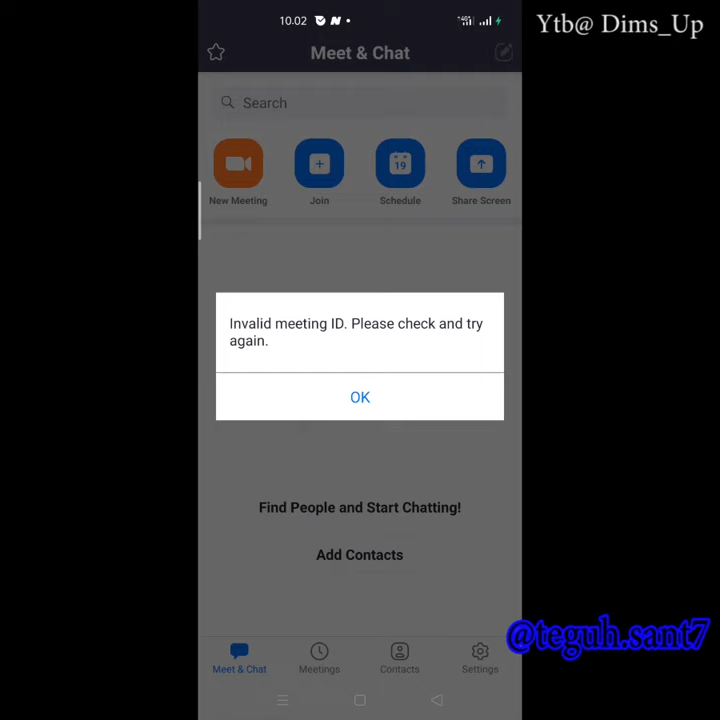 Ytb@ Dims_Up
10.02
Meet & Chat
Search
19
New Meeting
Join
Schedule
Share Screen
Invalid meeting ID. Please check and try
again.
OK
Find People and Start Chatting!
Add Contacts
@teguh.sant7
Meet & Chat
Meetings
Contacts
Settings